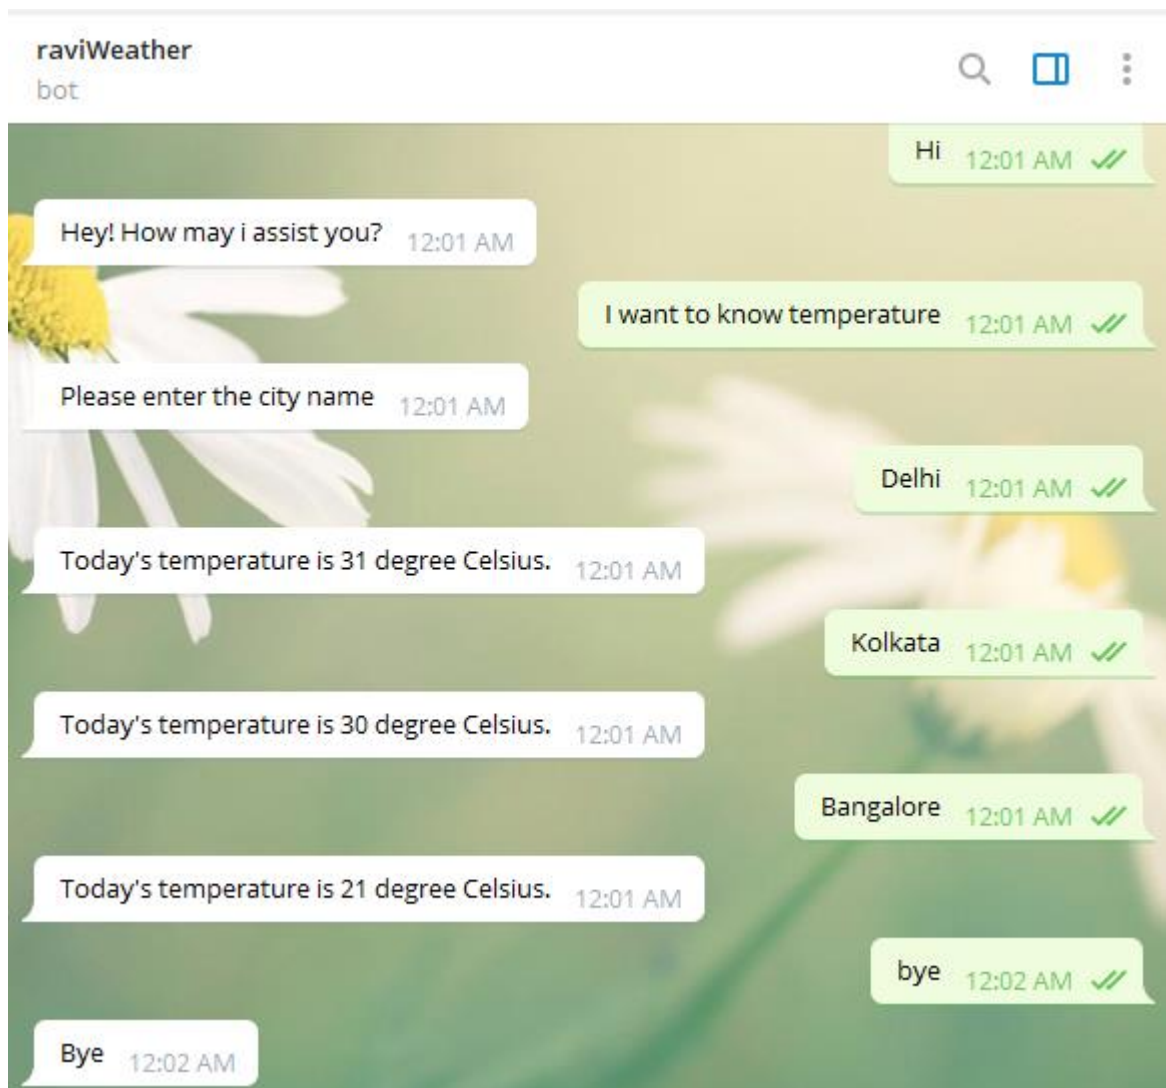 raviWeather
bot
Hi 12:01 AM
Hey! How may i assist you? 12:01 AM
I want to know temperature 12:01 AM
Please enter the city name 12:01 AM
Delhi 12:01 AM
Today's temperature is 31 degree Celsius. 12:01 AM
Kolkata 12:01 AM
Today's temperature is 30 degree Celsius. 12:01 AM
Bangalore 12:01 AM
Today's temperature is 21 degree Celsius. 12:01 AM
bye 12:02 AM
Bye 12:02 AM